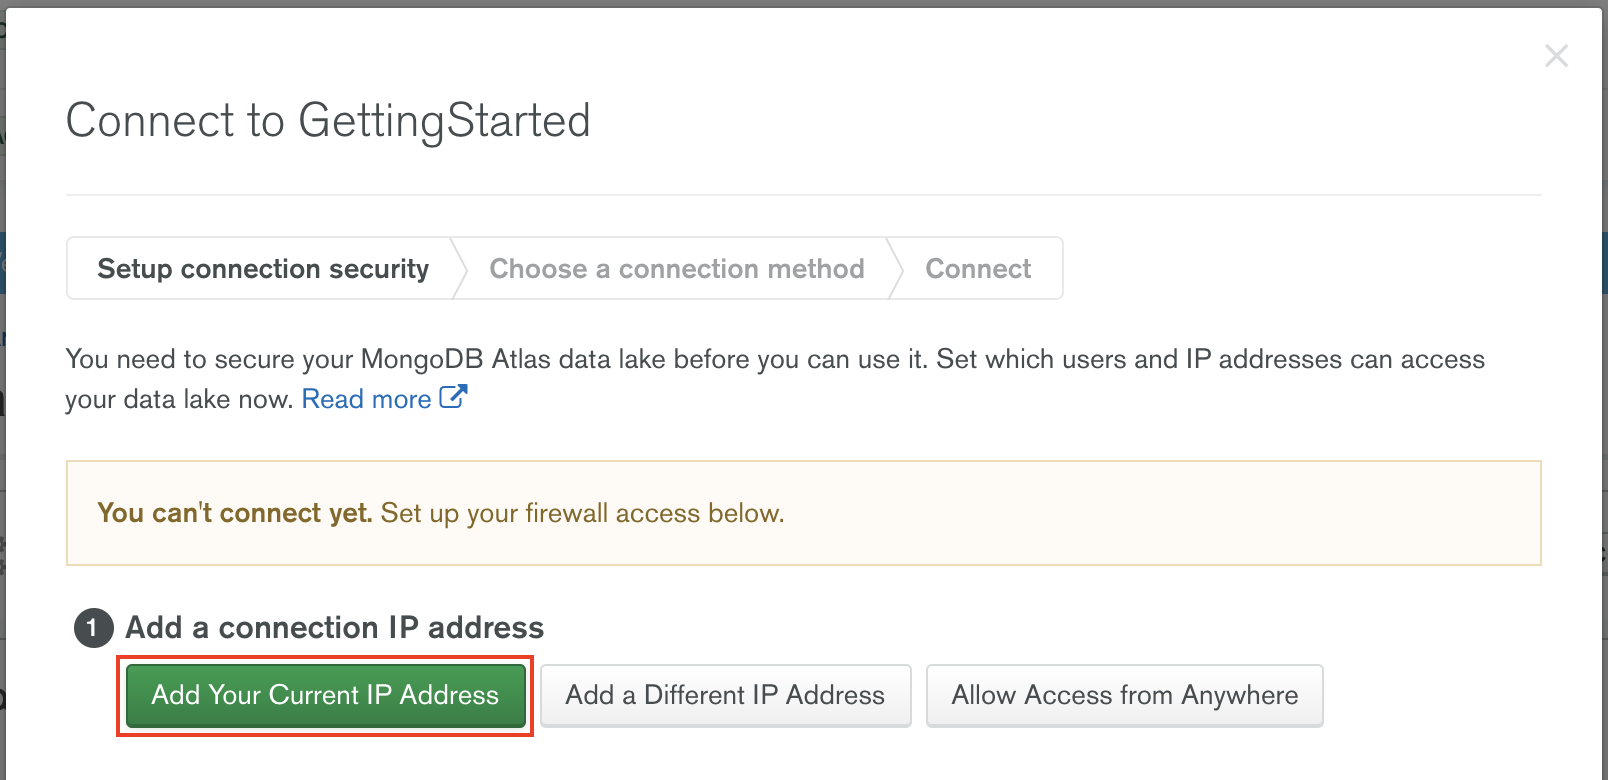 Connect to GettingStarted
Setup connection security
Choose a connection method
Connect
You need to secure your MongoDB Atlas data lake before you can use it. Set which users and IP addresses can access
your data lake now. Read more
You can't connect yet. Set up your firewall access below.
1 Add a connection IP address
Add Your Current IP Address
Add a Different IP Address
Allow Access from Anywhere